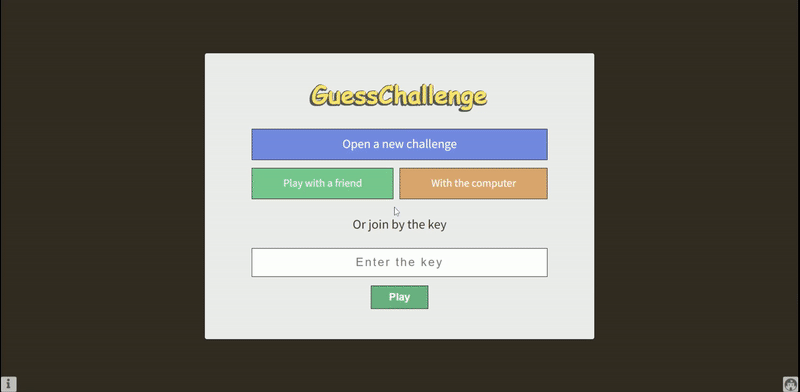 GuessChallenge
Open a new challenge
Play with a friend
With the computer
Or join by the key
Enter the key
Play
i